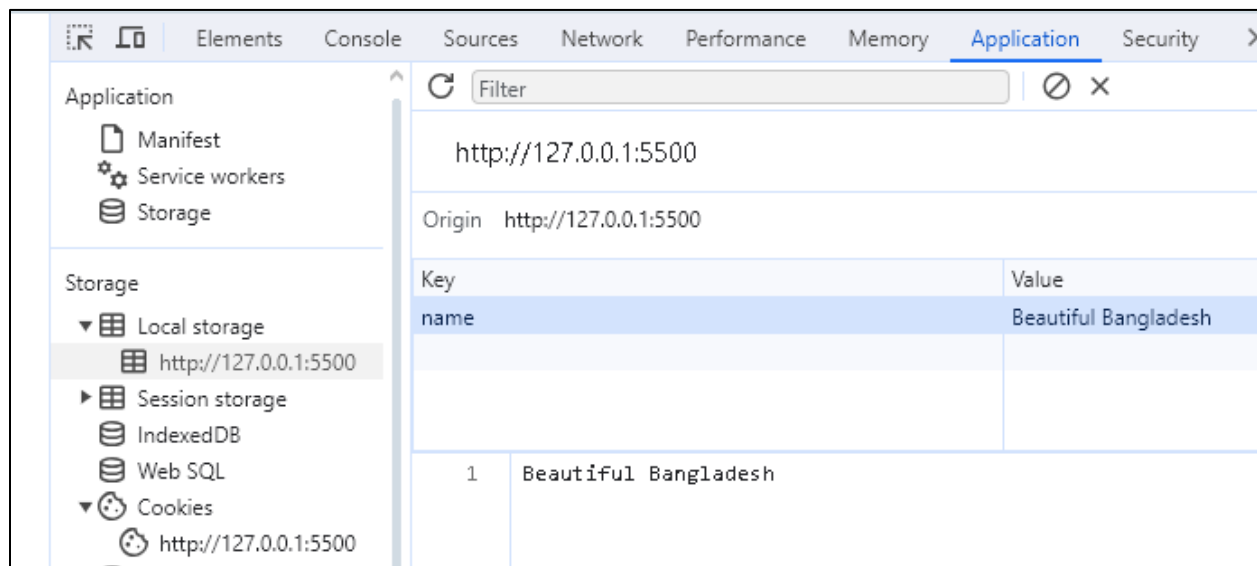 Elements Console Sources Network Performance Memory Application Security
Application
Manifest
Service workers
Storage
Storage
Local storage
http://127.0.0.1:5500
Session storage
IndexedDB
Web SQL
Cookies
http://127.0.0.1:5500
Filter
http://127.0.0.1:5500
Origin http://127.0.0.1:5500
Key Value
name Beautiful Bangladesh
1 Beautiful Bangladesh